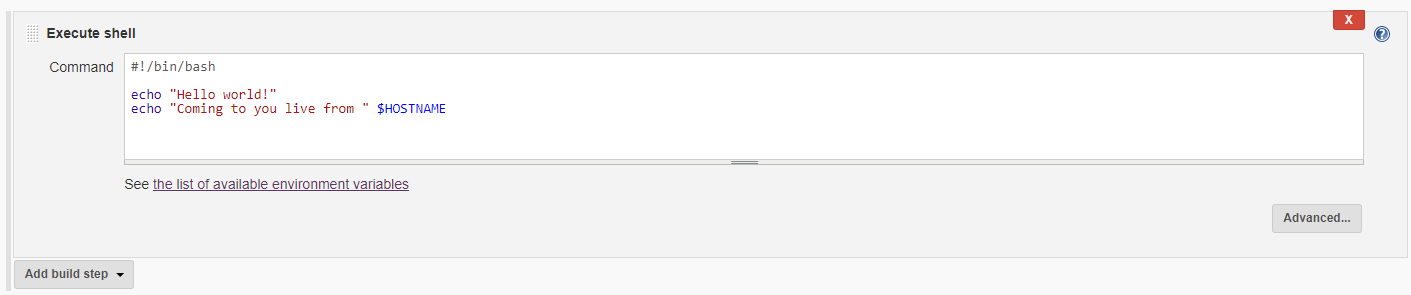 X
Execute shell
?
Command
#!/bin/bash
echo "Hello world!"
echo "Coming to you live from " $HOSTNAME
See the list of available environment variables
Advanced...
Add build step